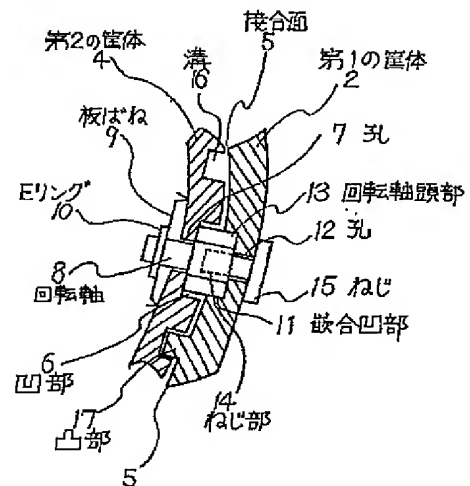 接合面
5
第2の筐体
4
溝
16
第1の筐体
2
板ばね
9
7 孔
Eリング
10
13 回転軸頭部
12 孔
8
回転軸
15 ねじ
11 嵌合凹部
6
凹部
14
ねじ部
17
凸部
5